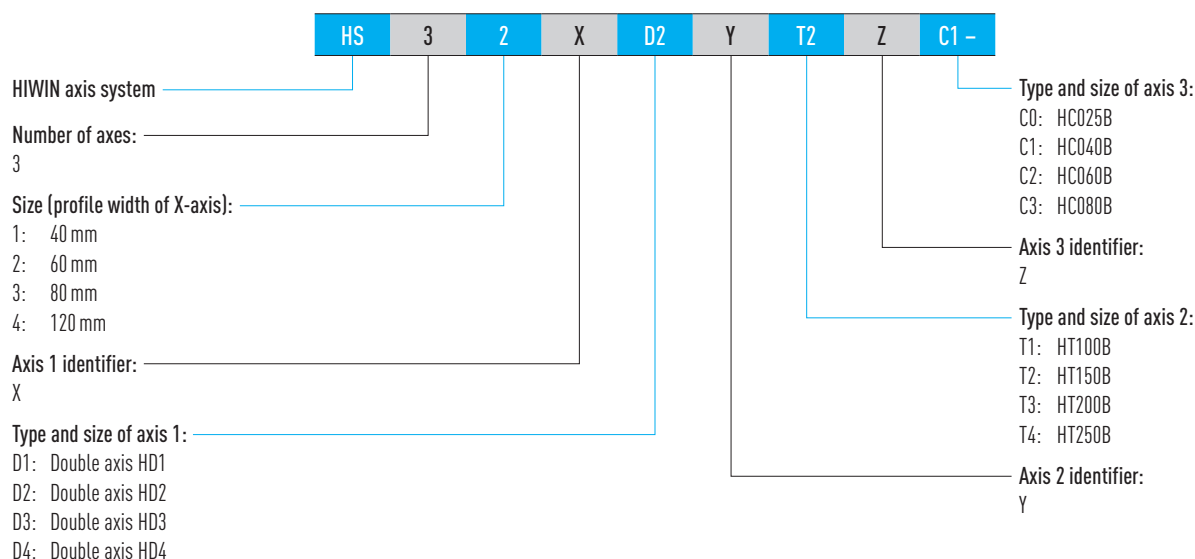 HS 3 2 X D2 Y T2 Z C1 –
HIWIN axis system
Number of axes:
3
Size (profile width of X-axis):
1: 40 mm
2: 60 mm
3: 80 mm
4: 120 mm
Axis 1 identifier:
X
Type and size of axis 1:
D1: Double axis HD1
D2: Double axis HD2
D3: Double axis HD3
D4: Double axis HD4
Type and size of axis 3:
C0: HC025B
C1: HC040B
C2: HC060B
C3: HC080B
Axis 3 identifier:
Z
Type and size of axis 2:
T1: HT100B
T2: HT150B
T3: HT200B
T4: HT250B
Axis 2 identifier:
Y